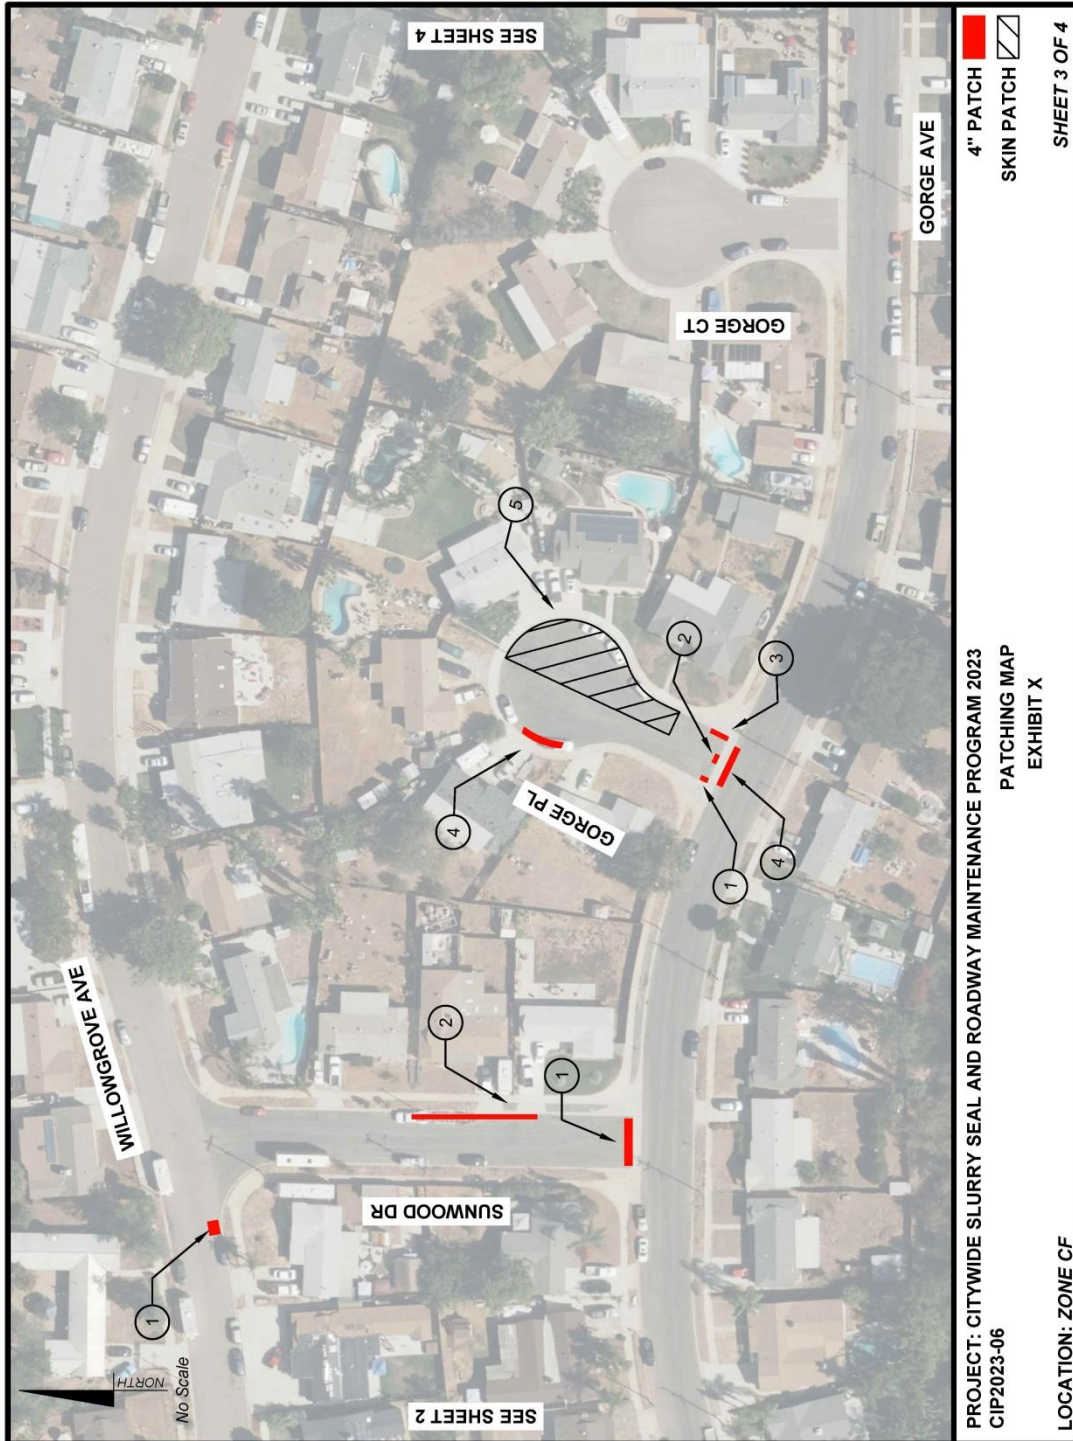 SEE SHEET 4
WILLOWGROVE AVE
GORGE AVE
GORGE CT
5
2
3
4
GORGE PL
1
4
2
1
SUNWOOD DR
1
NORTH
No Scale
SEE SHEET 2
PROJECT: CITYWIDE SLURRY SEAL AND ROADWAY MAINTENANCE PROGRAM 2023
CIP2023-06
PATCHING MAP
EXHIBIT X
LOCATION: ZONE CF
4" PATCH
SKIN PATCH
SHEET 3 OF 4